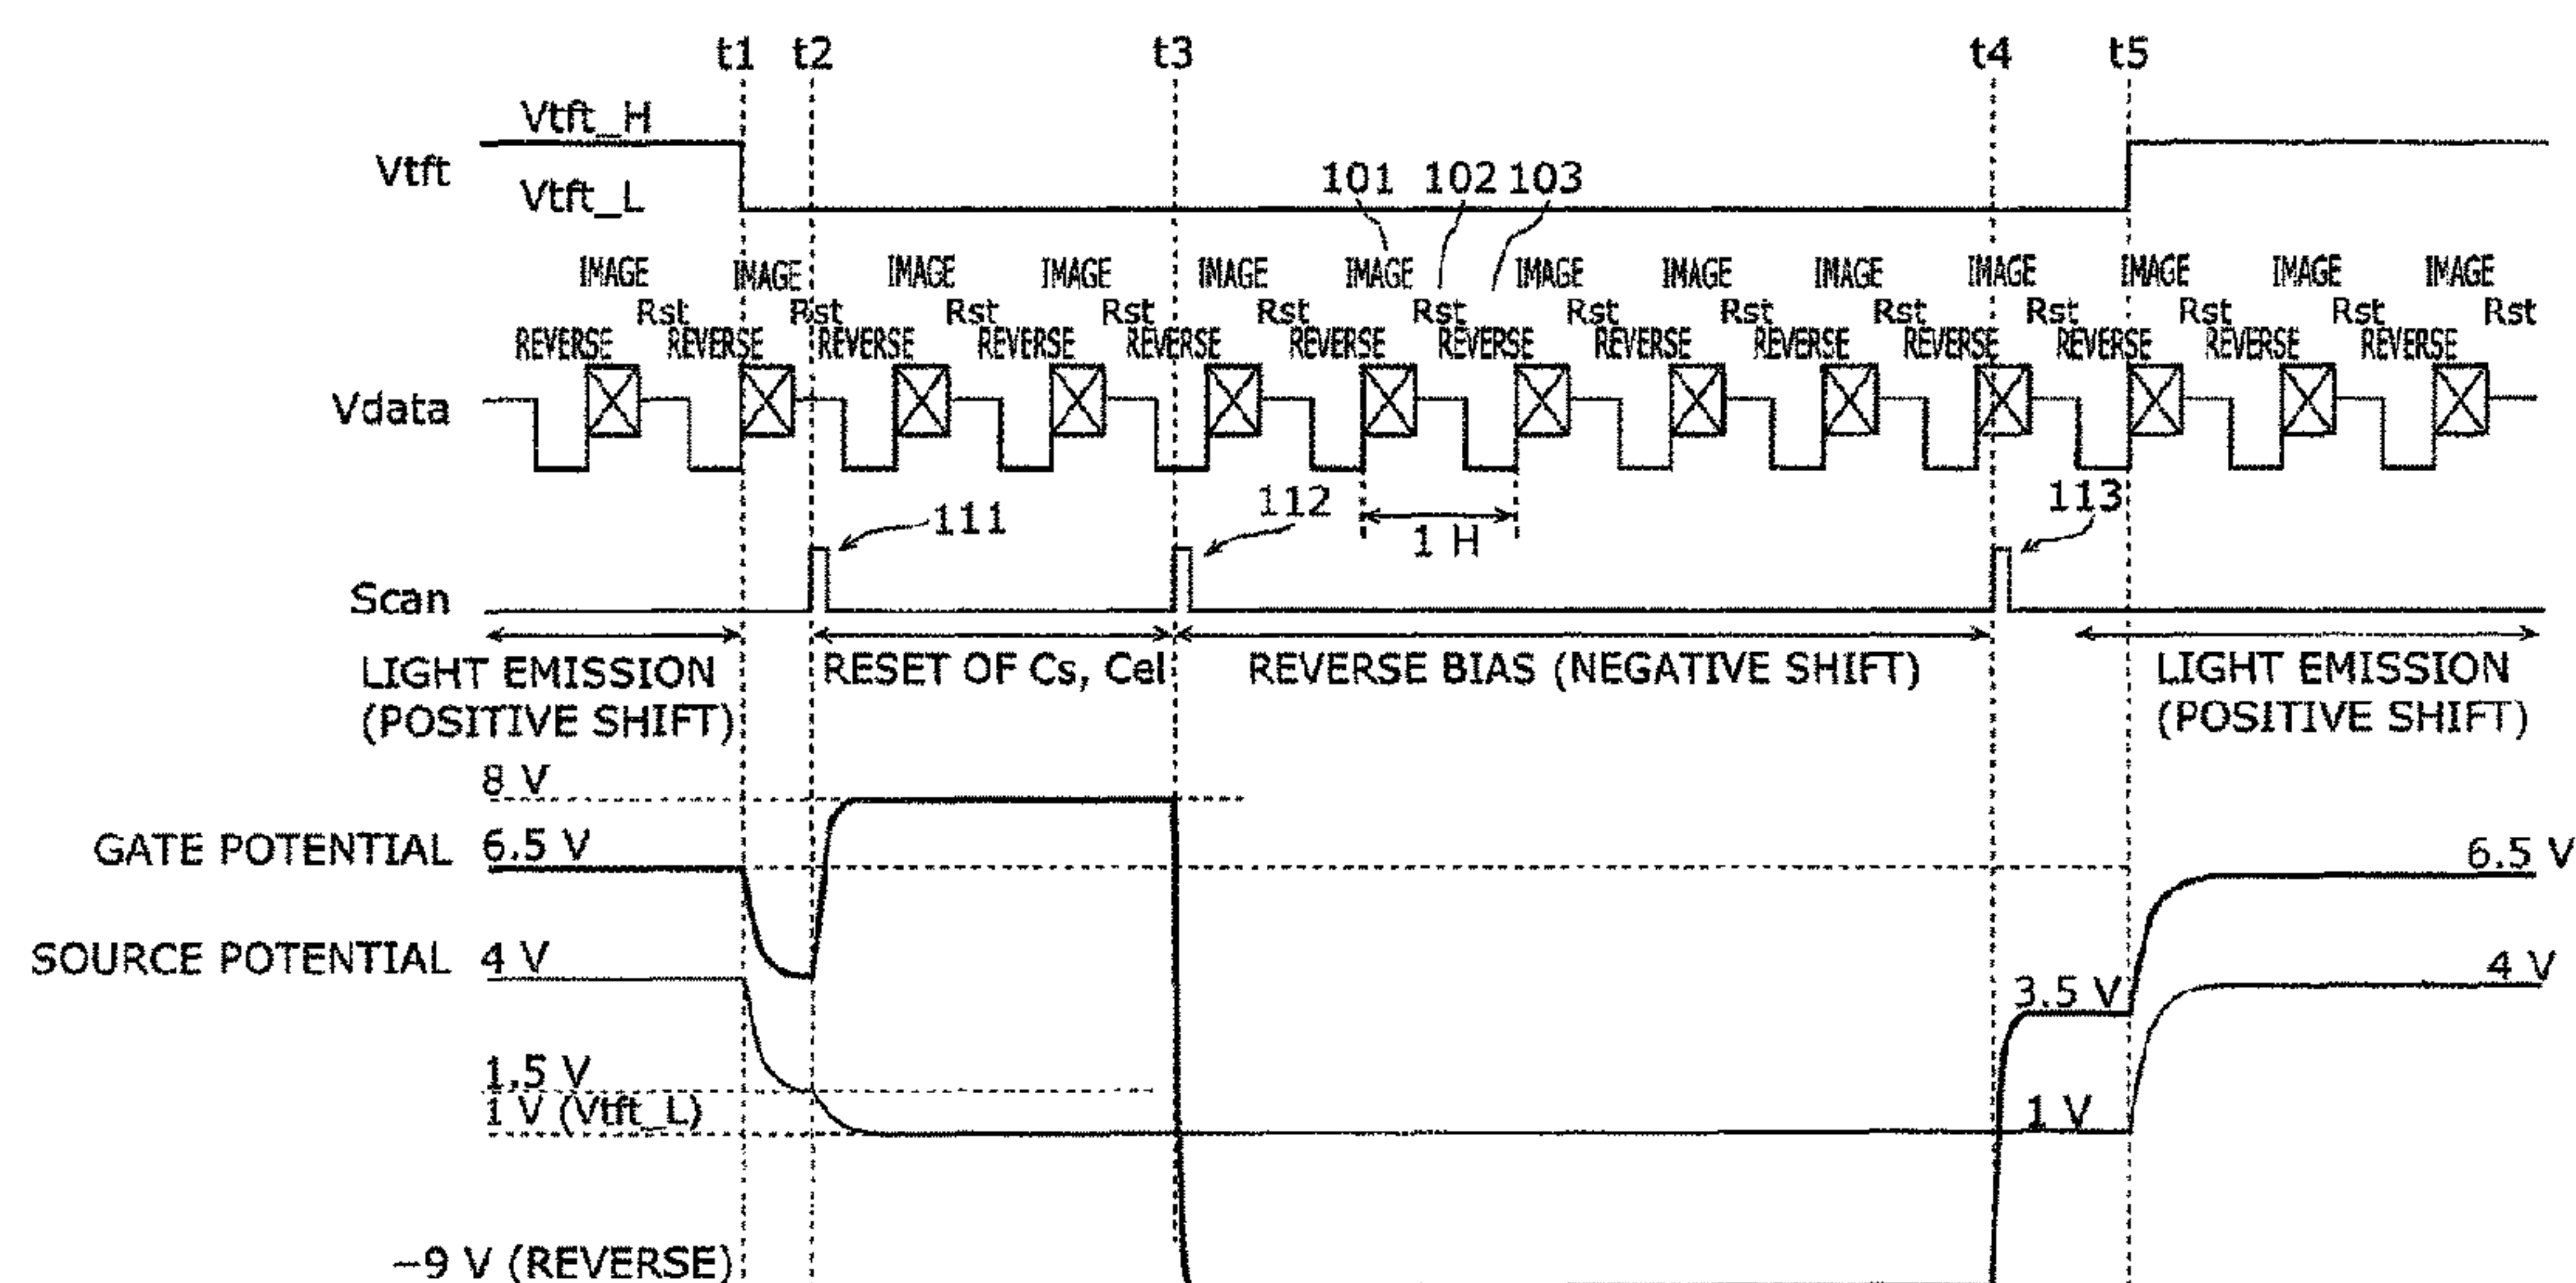 t1 t2 t3 t4 t5
Vtft_H
Vtft
Vtft_L
101 102 103
IMAGE IMAGE IMAGE IMAGE IMAGE IMAGE IMAGE IMAGE IMAGE IMAGE IMAGE IMAGE IMAGE
Rst Rst Rst Rst Rst Rst Rst Rst Rst Rst Rst Rst Rst
REVERSE REVERSE REVERSE REVERSE REVERSE REVERSE REVERSE REVERSE REVERSE REVERSE REVERSE REVERSE REVERSE
Vdata
111 112 113
1 H
Scan
LIGHT EMISSION RESET OF Cs, Cel REVERSE BIAS (NEGATIVE SHIFT) LIGHT EMISSION
(POSITIVE SHIFT) (POSITIVE SHIFT)
8 V
GATE POTENTIAL 6.5 V 6.5 V
SOURCE POTENTIAL 4 V 4 V
3.5 V
1.5 V
1 V (Vtft_L) 1 V
−9 V (REVERSE)